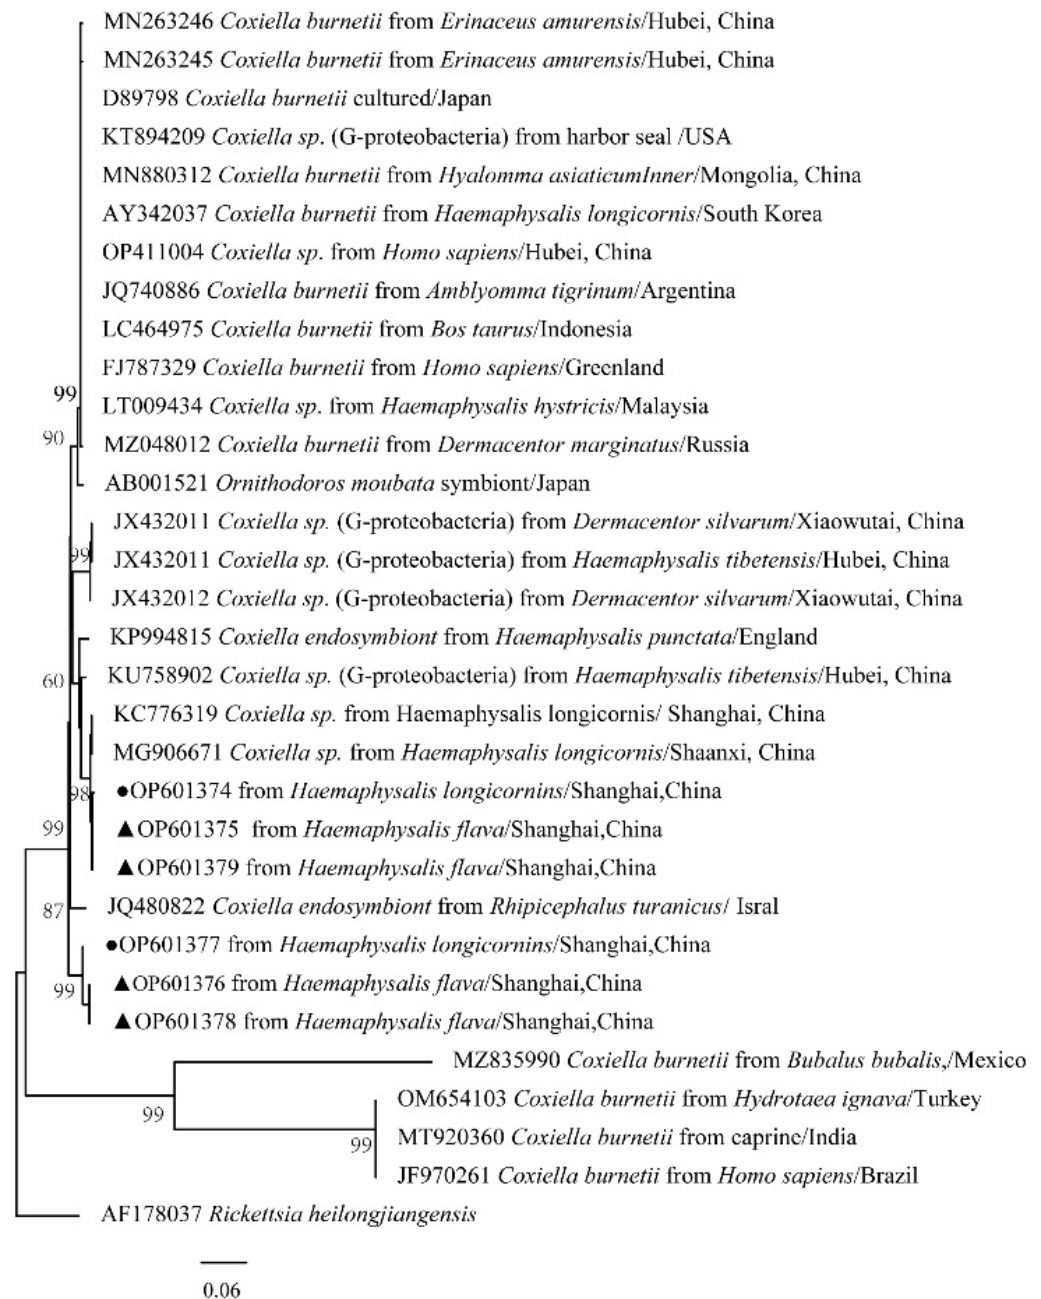 MN263246 Coxiella burnetii from Erinaceus amurensis/Hubei, China
MN263245 Coxiella burnetii from Erinaceus amurensis/Hubei, China
D89798 Coxiella burnetii cultured/Japan
KT894209 Coxiella sp. (G-proteobacteria) from harbor seal /USA
MN880312 Coxiella burnetii from Hyalomma asiaticumInner/Mongolia, China
AY342037 Coxiella burnetii from Haemaphysalis longicornis/South Korea
OP411004 Coxiella sp. from Homo sapiens/Hubei, China
JQ740886 Coxiella burnetii from Amblyomma tigrinum/Argentina
LC464975 Coxiella burnetii from Bos taurus/Indonesia
FJ787329 Coxiella burnetii from Homo sapiens/Greenland
99
LT009434 Coxiella sp. from Haemaphysalis hystricis/Malaysia
90
MZ048012 Coxiella burnetii from Dermacentor marginatus/Russia
AB001521 Ornithodoros moubata symbiont/Japan
JX432011 Coxiella sp. (G-proteobacteria) from Dermacentor silvarum/Xiaowutai, China
99
JX432011 Coxiella sp. (G-proteobacteria) from Haemaphysalis tibetensis/Hubei, China
JX432012 Coxiella sp. (G-proteobacteria) from Dermacentor silvarum/Xiaowutai, China
KP994815 Coxiella endosymbiont from Haemaphysalis punctata/England
60
KU758902 Coxiella sp. (G-proteobacteria) from Haemaphysalis tibetensis/Hubei, China
KC776319 Coxiella sp. from Haemaphysalis longicornis/ Shanghai, China
MG906671 Coxiella sp. from Haemaphysalis longicornis/Shaanxi, China
98
●OP601374 from Haemaphysalis longicornins/Shanghai,China
99
▲OP601375 from Haemaphysalis flava/Shanghai,China
▲OP601379 from Haemaphysalis flava/Shanghai,China
87
JQ480822 Coxiella endosymbiont from Rhipicephalus turanicus/ Isral
●OP601377 from Haemaphysalis longicornins/Shanghai,China
99
▲OP601376 from Haemaphysalis flava/Shanghai,China
▲OP601378 from Haemaphysalis flava/Shanghai,China
MZ835990 Coxiella burnetii from Bubalus bubalis,/Mexico
99
OM654103 Coxiella burnetii from Hydrotaea ignava/Turkey
99
MT920360 Coxiella burnetii from caprine/India
JF970261 Coxiella burnetii from Homo sapiens/Brazil
AF178037 Rickettsia heilongjiangensis
0.06